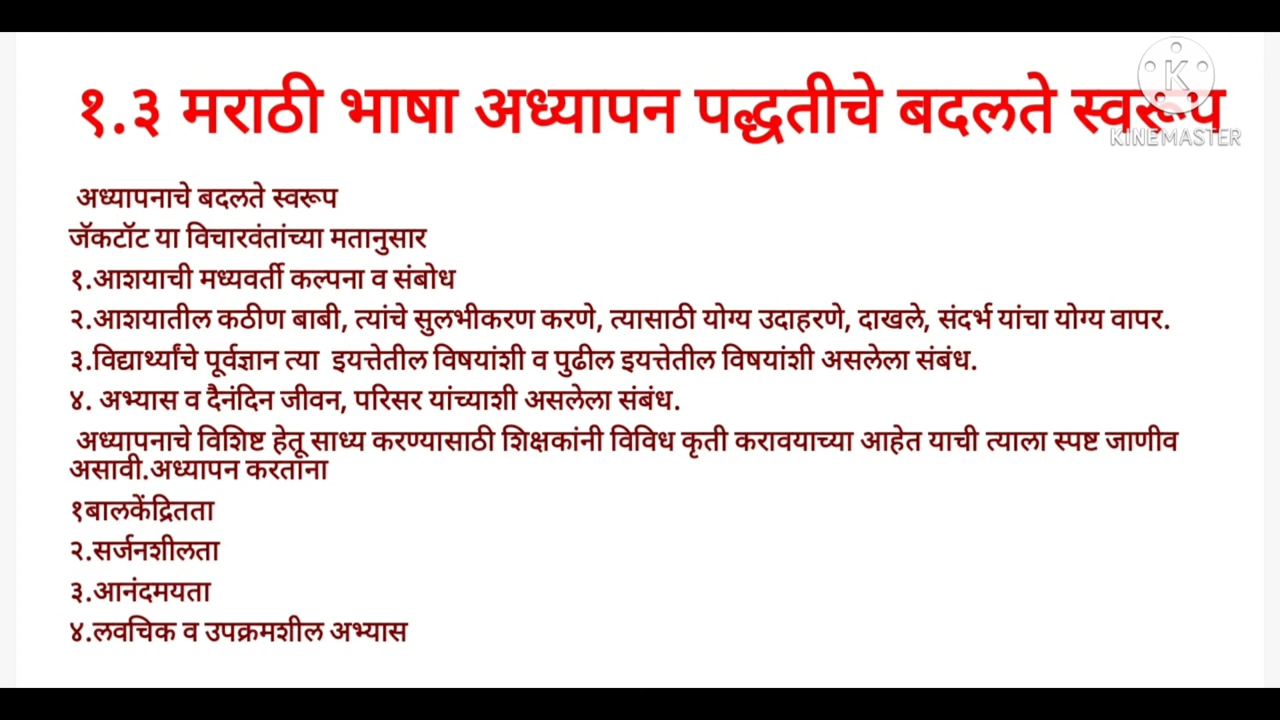 १.३ मराठी भाषा अध्यापन पद्धतीचे बदलते स्वरूप
K
KINEMASTER
अध्यापनाचे बदलते स्वरूप
जॅकटॉट या विचारवंतांच्या मतानुसार
१.आशयाची मध्यवर्ती कल्पना व संबोध
२.आशयातील कठीण बाबी, त्यांचे सुलभीकरण करणे, त्यासाठी योग्य उदाहरणे, दाखले, संदर्भ यांचा योग्य वापर.
३.विद्यार्थ्यांचे पूर्वज्ञान त्या इयत्तेतील विषयांशी व पुढील इयत्तेतील विषयांशी असलेला संबंध.
४. अभ्यास व दैनंदिन जीवन, परिसर यांच्याशी असलेला संबंध.
अध्यापनाचे विशिष्ट हेतू साध्य करण्यासाठी शिक्षकांनी विविध कृती करावयाच्या आहेत याची त्याला स्पष्ट जाणीव
असावी.अध्यापन करताना
१बालकेंद्रितता
२.सर्जनशीलता
३.आनंदमयता
४.लवचिक व उपक्रमशील अभ्यास